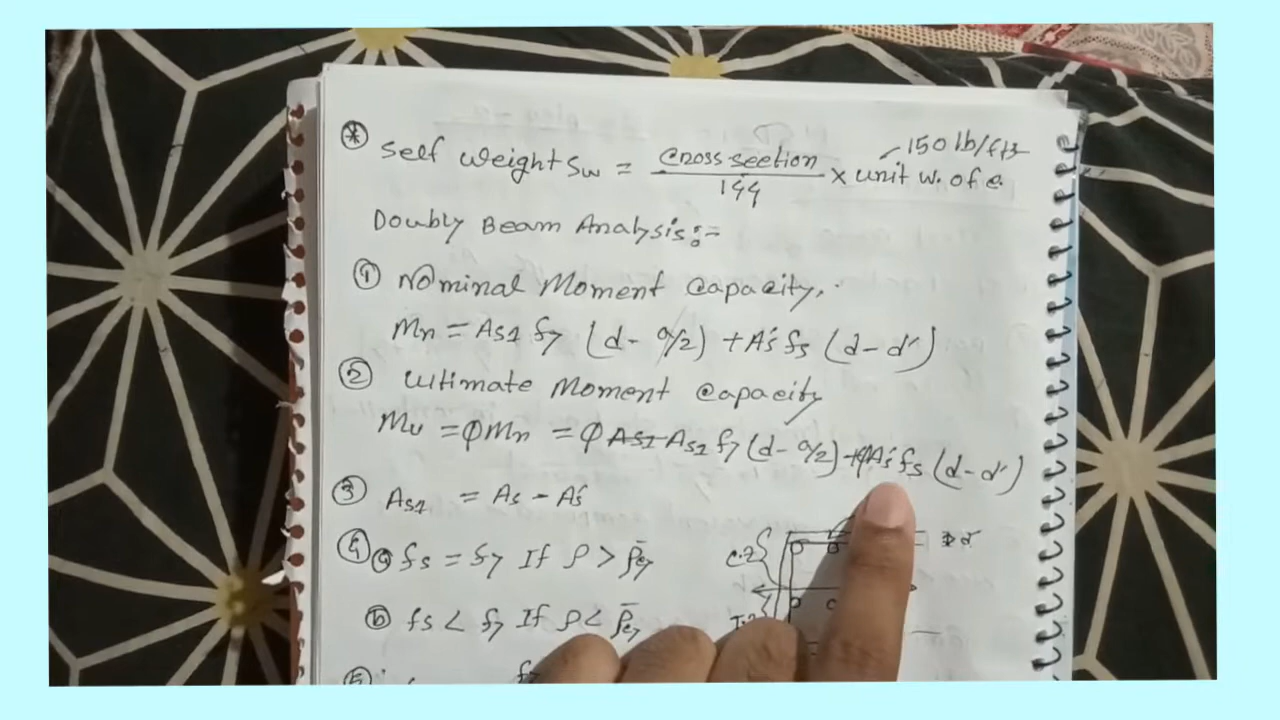 * Self Weight Sw = cross section / 144 × unit w. of c. 150 lb/ft3
Doubly Beam Analysis:-
① Nominal Moment Capacity,
Mn = As1 fy (d - a/2) + A's fs (d - d')
② Ultimate Moment Capacity
Mu = φMn = φ As1 fy (d - a/2) + φA's fs (d - d')
③ As1 = As - A's
④ ⓐ fs = fy If ρ > ρ̄cy
ⓑ fs < fy If ρ < ρ̄cy
C.Z
d'